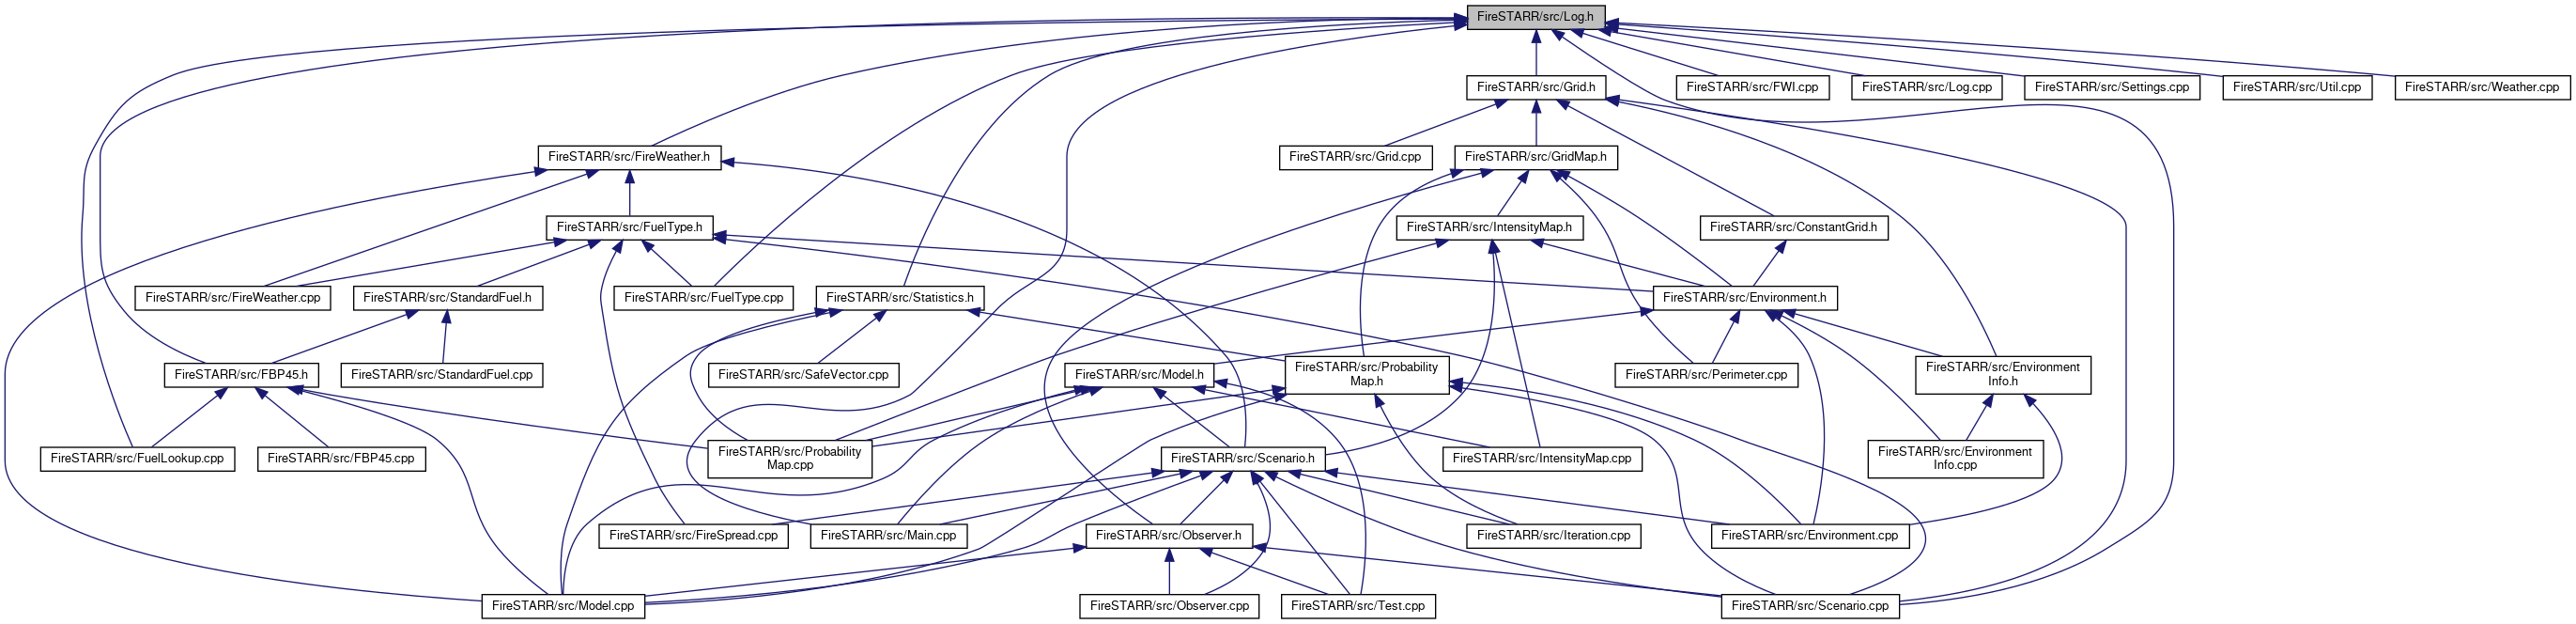 FireSTARR/src/Log.h
FireSTARR/src/Grid.h
FireSTARR/src/FWI.cpp
FireSTARR/src/Log.cpp
FireSTARR/src/Settings.cpp
FireSTARR/src/Util.cpp
FireSTARR/src/Weather.cpp
FireSTARR/src/FireWeather.h
FireSTARR/src/Grid.cpp
FireSTARR/src/GridMap.h
FireSTARR/src/FuelType.h
FireSTARR/src/IntensityMap.h
FireSTARR/src/ConstantGrid.h
FireSTARR/src/FireWeather.cpp
FireSTARR/src/StandardFuel.h
FireSTARR/src/FuelType.cpp
FireSTARR/src/Statistics.h
FireSTARR/src/Environment.h
FireSTARR/src/FBP45.h
FireSTARR/src/StandardFuel.cpp
FireSTARR/src/SafeVector.cpp
FireSTARR/src/Model.h
FireSTARR/src/Probability
Map.h
FireSTARR/src/Perimeter.cpp
FireSTARR/src/Environment
Info.h
FireSTARR/src/FuelLookup.cpp
FireSTARR/src/FBP45.cpp
FireSTARR/src/Probability
Map.cpp
FireSTARR/src/Scenario.h
FireSTARR/src/IntensityMap.cpp
FireSTARR/src/Environment
Info.cpp
FireSTARR/src/FireSpread.cpp
FireSTARR/src/Main.cpp
FireSTARR/src/Observer.h
FireSTARR/src/Iteration.cpp
FireSTARR/src/Environment.cpp
FireSTARR/src/Model.cpp
FireSTARR/src/Observer.cpp
FireSTARR/src/Test.cpp
FireSTARR/src/Scenario.cpp